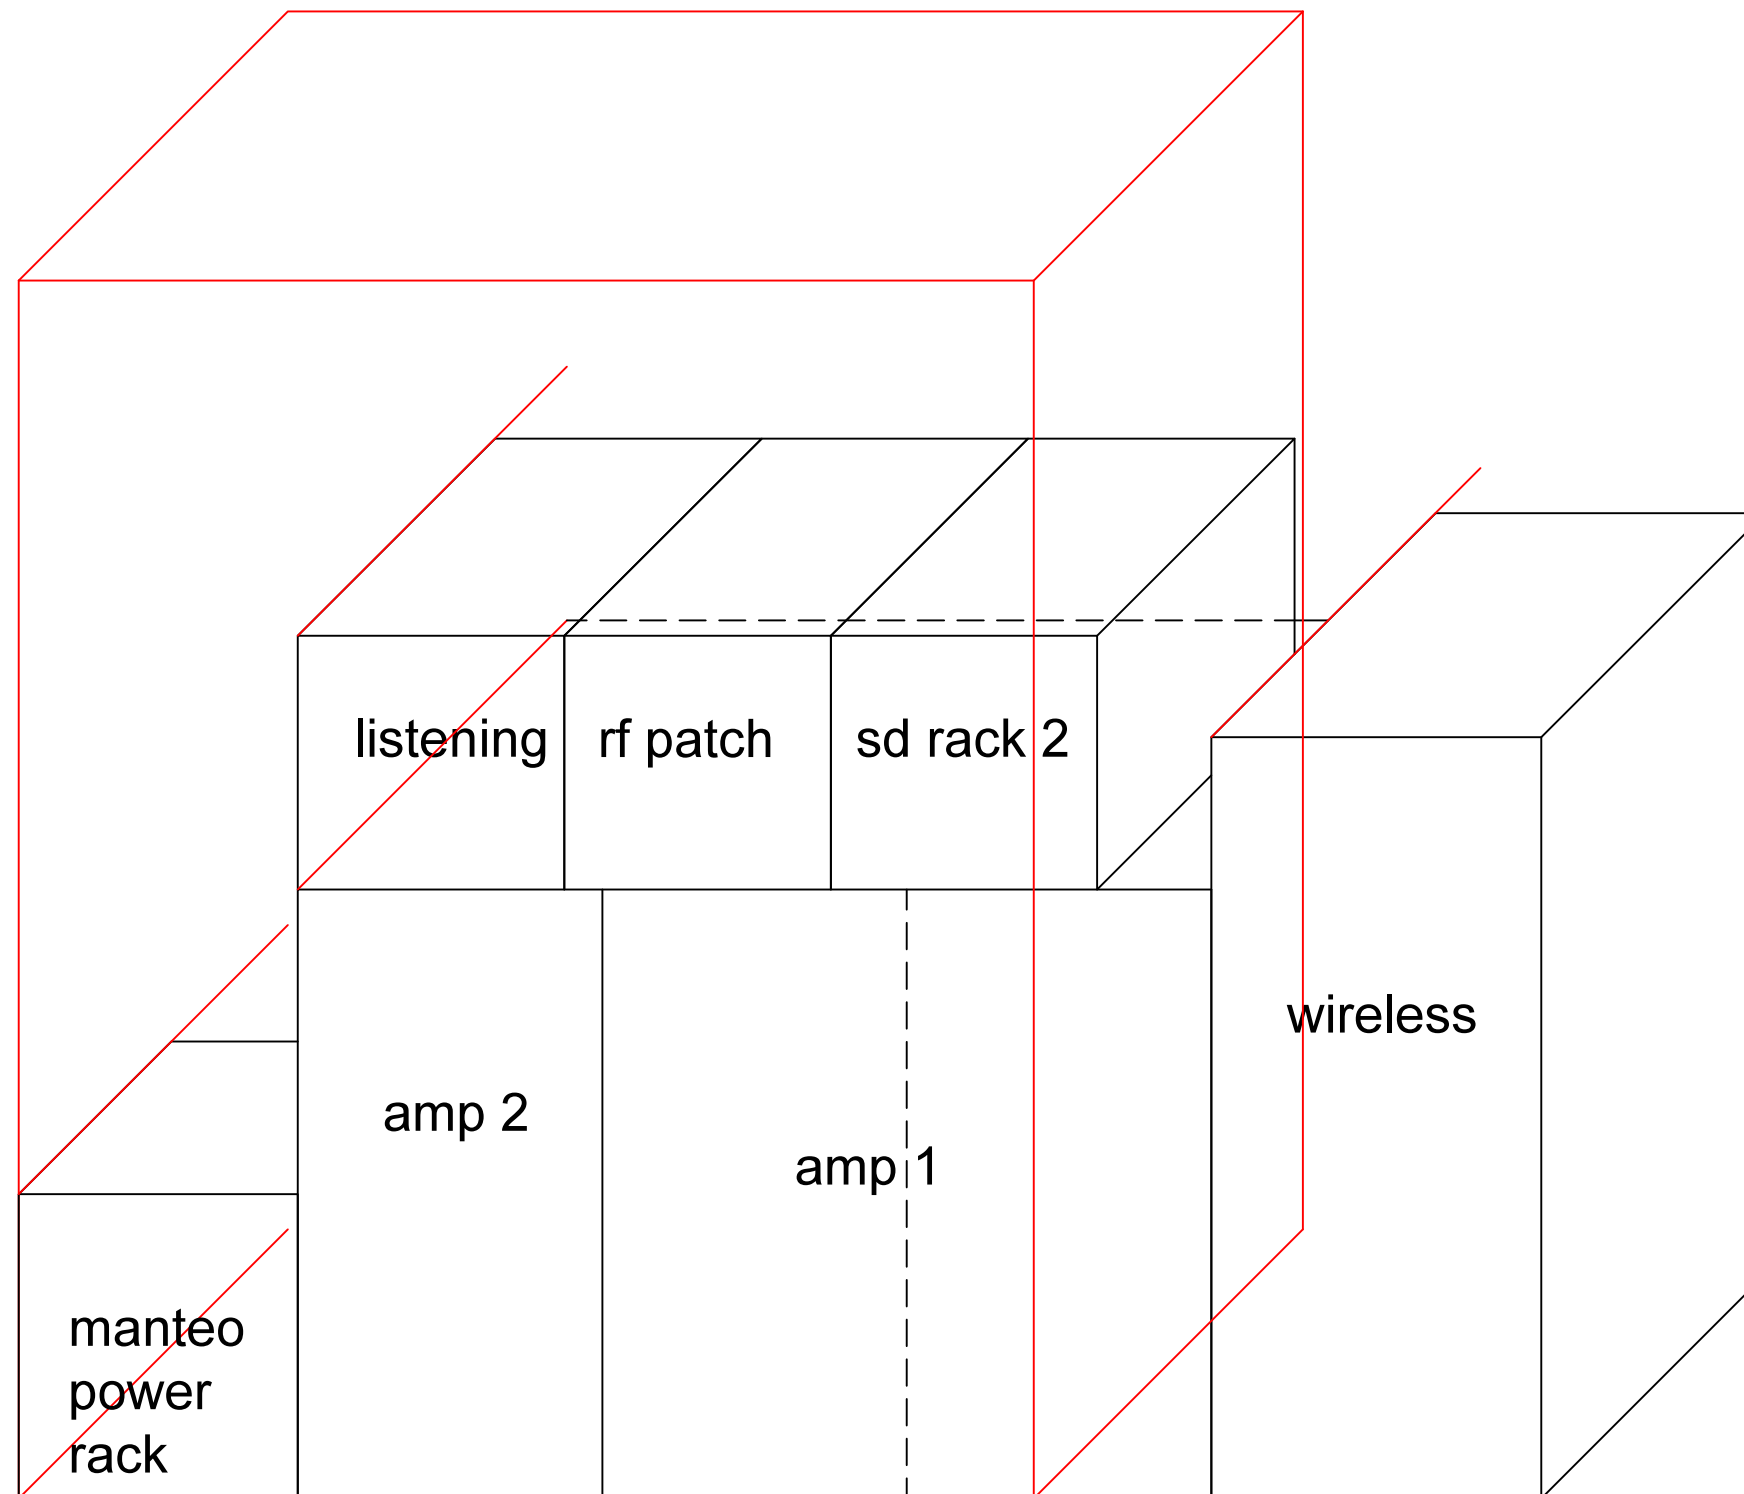 listening
rf patch
sd rack 2
wireless
amp 2
amp 1
manteo
power
rack